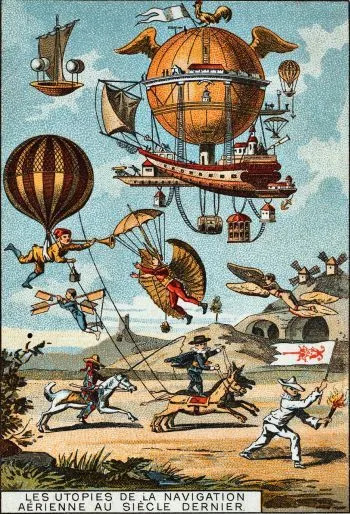 LES UTOPIES DE LA NAVIGATION
AÉRIENNE AU SIÈCLE DERNIER.